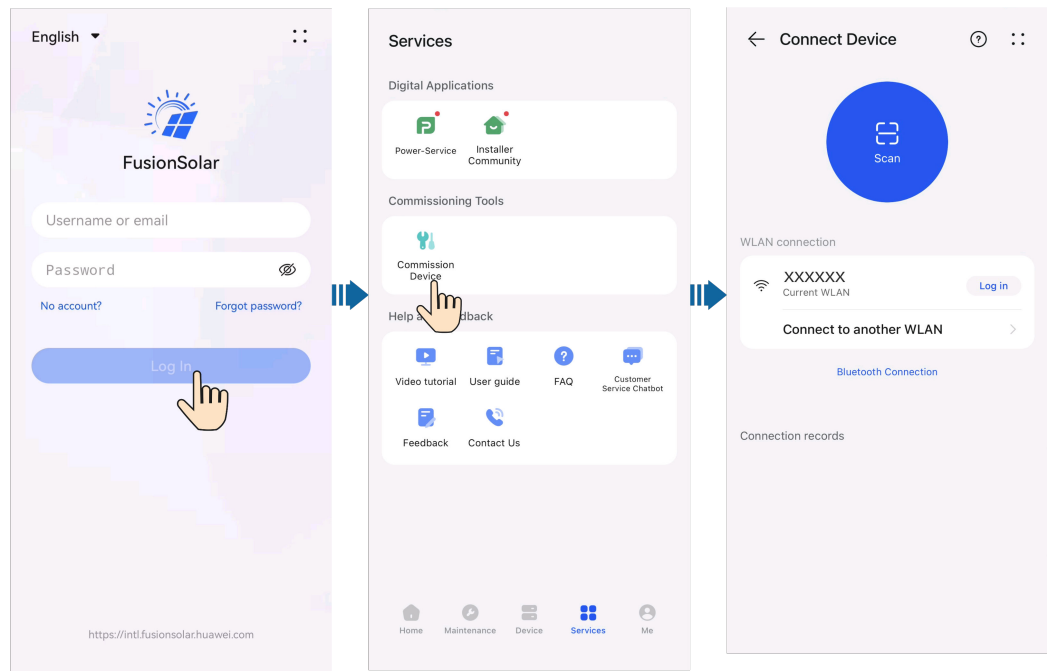 English
FusionSolar
Username or email
Password
No account?
Forgot password?
Log In
https://intl.fusionsolar.huawei.com
Services
Digital Applications
Power-Service
Installer
Community
Commissioning Tools
Commission
Device
Help a
dback
Video tutorial
User guide
FAQ
Customer
Service Chatbot
Feedback
Contact Us
Home
Maintenance
Device
Services
Me
Connect Device
Scan
WLAN connection
XXXXXX
Current WLAN
Log in
Connect to another WLAN
Bluetooth Connection
Connection records